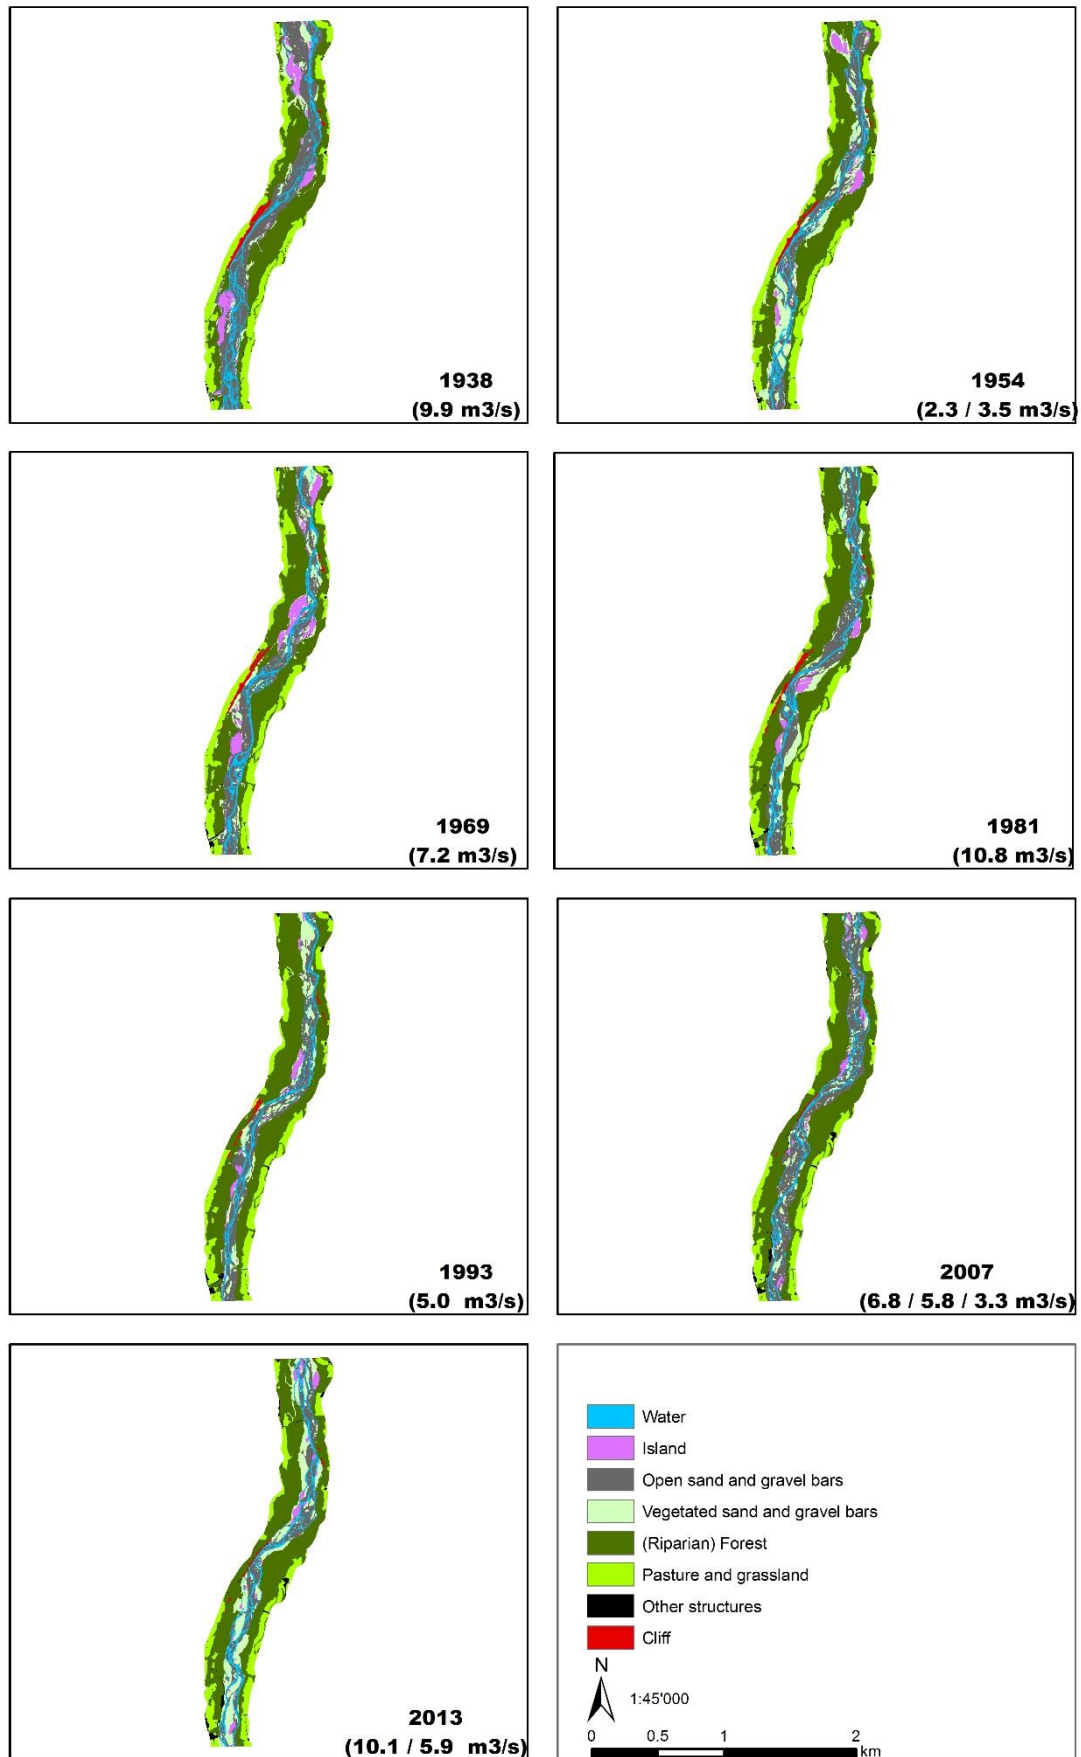 1938
(9.9 m3/s)
1954
(2.3 / 3.5 m3/s)
1969
(7.2 m3/s)
1981
(10.8 m3/s)
1993
(5.0 m3/s)
2007
(6.8 / 5.8 / 3.3 m3/s)
2013
(10.1 / 5.9 m3/s)
Water
Island
Open sand and gravel bars
Vegetated sand and gravel bars
(Riparian) Forest
Pasture and grassland
Other structures
Cliff
N
1:45'000
0 0.5 1 2
km